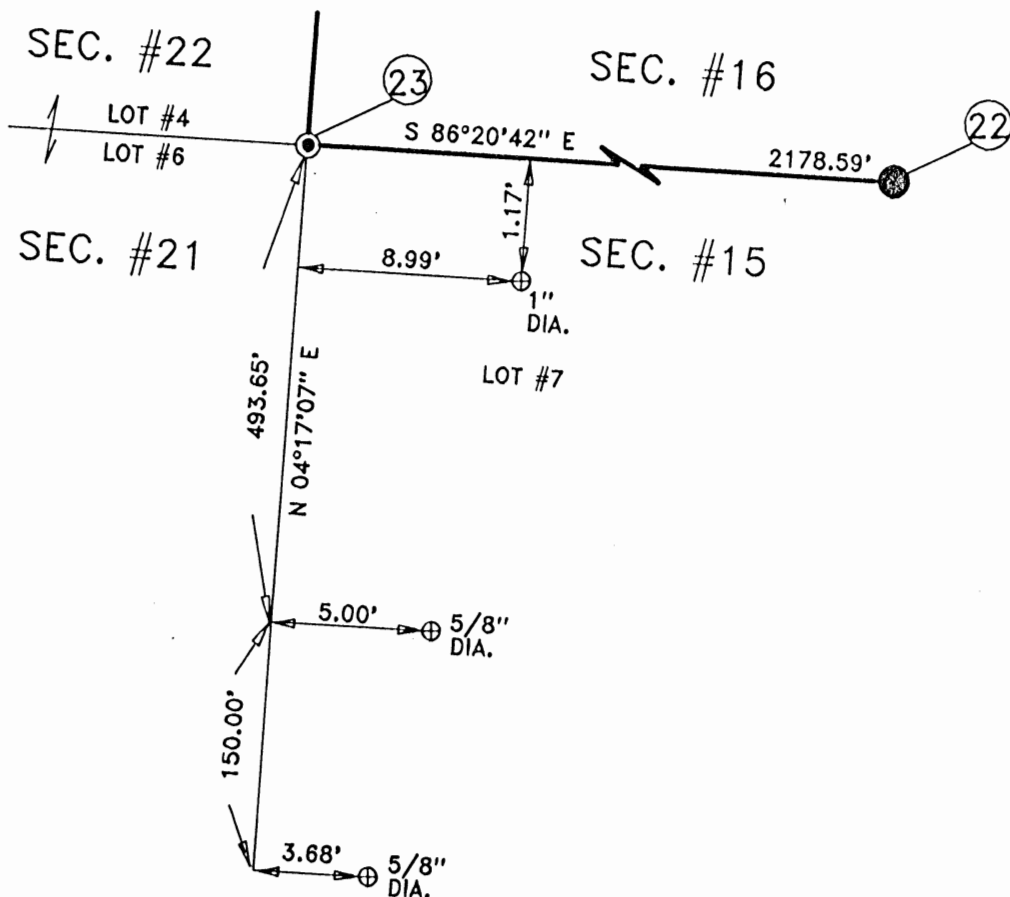 SEC. #22
23
SEC. #16
22
LOT #4
LOT #6
S 86°20'42" E
2178.59'
SEC. #21
1.17'
8.99'
SEC. #15
1"
DIA.
LOT #7
493.65'
N 04°17'07" E
5.00'
5/8"
DIA.
150.00'
3.68'
5/8"
DIA.